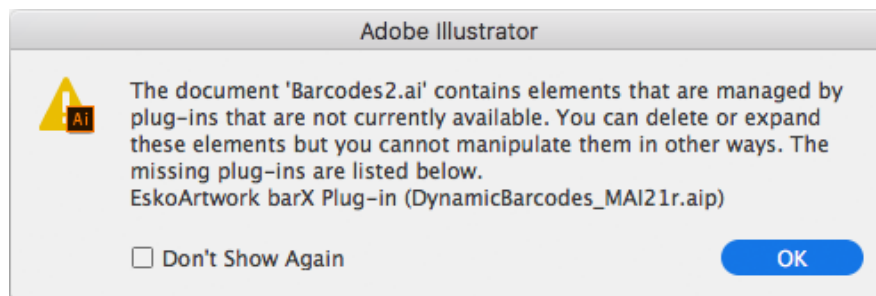 Adobe Illustrator
The document 'Barcodes2.ai' contains elements that are managed by
plug-ins that are not currently available. You can delete or expand
these elements but you cannot manipulate them in other ways. The
missing plug-ins are listed below.
EskoArtwork barX Plug-in (DynamicBarcodes_MAI21r.aip)
Ai
Don't Show Again
OK